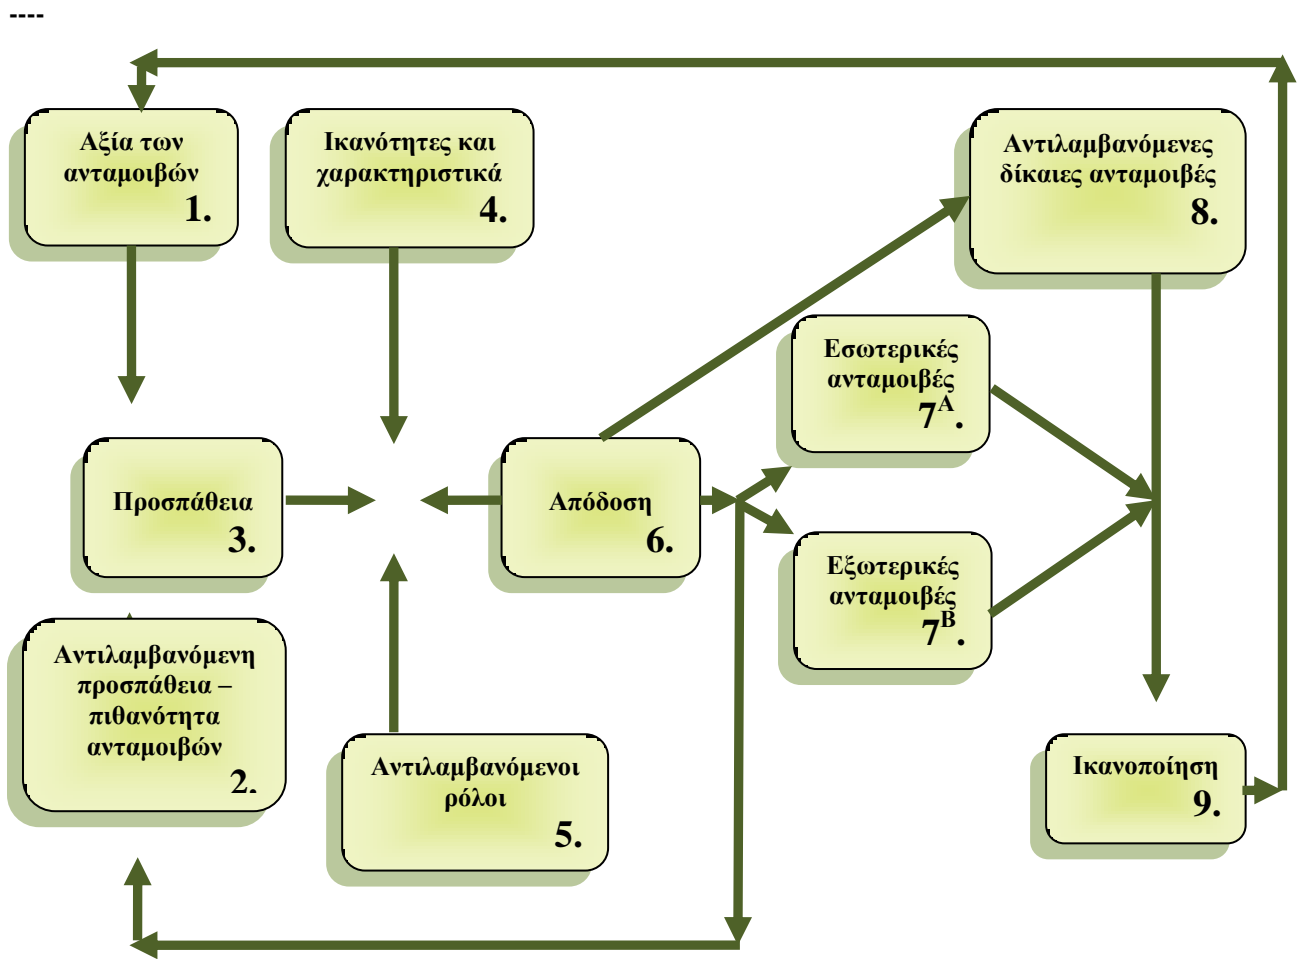 ----
Αξία των
ανταμοιβών
1.
Ικανότητες και
χαρακτηριστικά
4.
Αντιλαμβανόμενες
δίκαιες ανταμοιβές
8.
Εσωτερικές
ανταμοιβές
7Α.
Προσπάθεια
3.
Απόδοση
6.
Εξωτερικές
ανταμοιβές
7Β.
Αντιλαμβανόμενη
προσπάθεια –
πιθανότητα
ανταμοιβών
2.
Αντιλαμβανόμενοι
ρόλοι
5.
Ικανοποίηση
9.